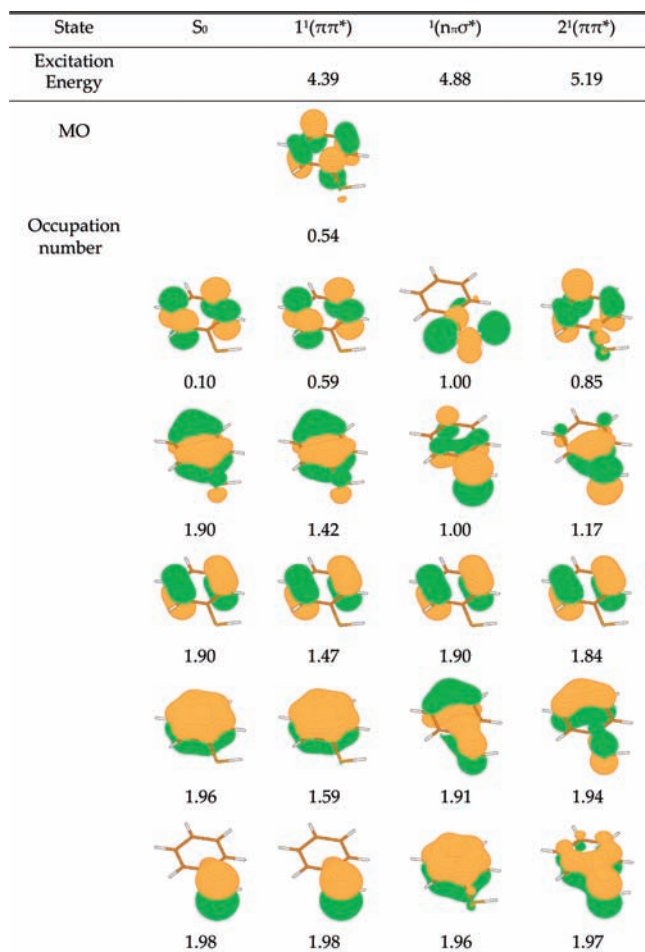 State S₀ 1¹(ππ*) ¹(nπσ*) 2¹(ππ*)
Excitation
Energy 4.39 4.88 5.19
MO
Occupation
number 0.54
0.10 0.59 1.00 0.85
1.90 1.42 1.00 1.17
1.90 1.47 1.90 1.84
1.96 1.59 1.91 1.94
1.98 1.98 1.96 1.97